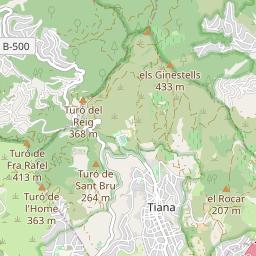 B-500
els Ginestells
433 m
Turó del
Reig
368 m
Turó de
Fra Rafel
413 m
Turó de
Sant Bru
264 m
Turó de
l'Home
363 m
Tiana
el Rocar
207 m